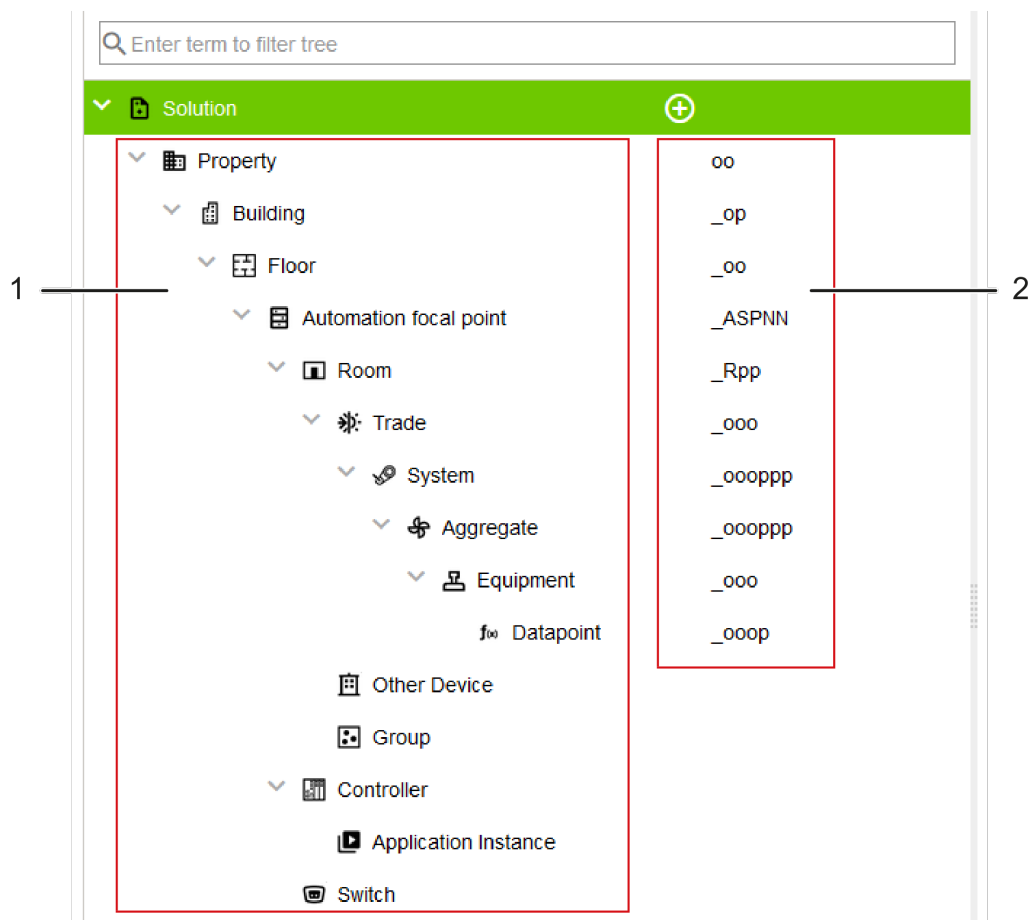 Enter term to filter tree
Solution
Property oo
Building _op
Floor _oo
1 2
Automation focal point _ASPNN
Room _Rpp
Trade _ooo
System _oooppp
Aggregate _oooppp
Equipment _ooo
f(x) Datapoint _ooop
Other Device
Group
Controller
Application Instance
Switch